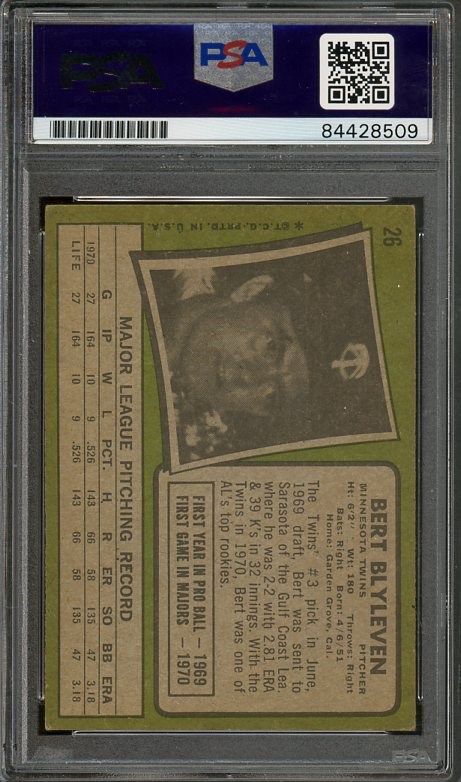 PSA
PSA
84428509
26
BERT BLYLEVEN
MINNESOTA TWINS PITCHER
Ht: 6'2½" Wt: 180 Throws: Right
Bats: Right Born: 4/6/51
Home: Garden Grove, Cal.
The Twins' #3 pick in June,
1969 draft, Bert was sent to
Sarasota of the Gulf Coast Lea.
where he was 2-2 with 2.81 ERA
& 39 K's in 32 innings. With the
Twins in 1970 Bert was one of
AL's top rookies.
FIRST YEAR IN PRO BALL — 1969
FIRST GAME IN MAJORS — 1970
*©T.C.G. PRTD. IN U.S.A.
MAJOR LEAGUE PITCHING RECORD
G IP W L PCT. H R ER SO BB ERA
1970 27 164 10 9 .526 143 66 58 135 47 3.18
LIFE 27 164 10 9 .526 143 66 58 135 47 3.18
PSA